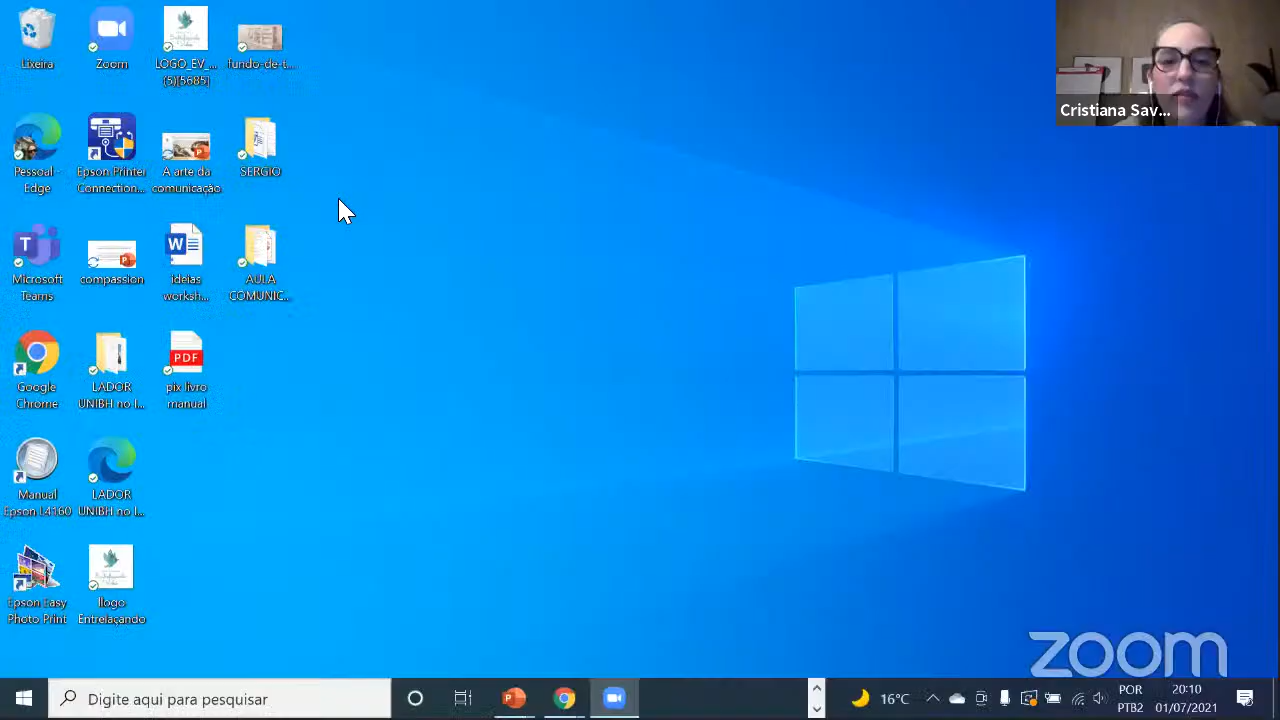 Lixeira
Zoom
LOGO_EV_...
(5)[5685]
fundo-de-t...
Cristiana Sav...
Pessoal -
Edge
Epson Printer
Connection...
A arte da
comunicação
SERGIO
Microsoft
Teams
compassion
ideias
worksh...
AULA
COMUNIC...
Google
Chrome
LADOR
UNIBH no I...
PDF
pix livro
manual
Manual
Epson L4160
LADOR
UNIBH no I...
Epson Easy
Photo Print
llogo
Entrelaçando
zoom
Digite aqui para pesquisar
16°C
POR
PTB2
20:10
01/07/2021